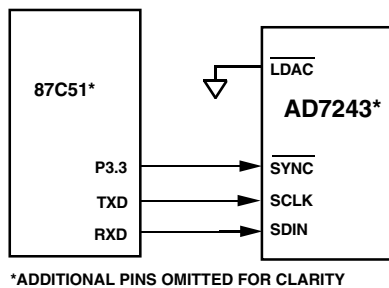 87C51*
P3.3
TXD
RXD
LDAC
AD7243*
SYNC
SCLK
SDIN
*ADDITIONAL PINS OMITTED FOR CLARITY